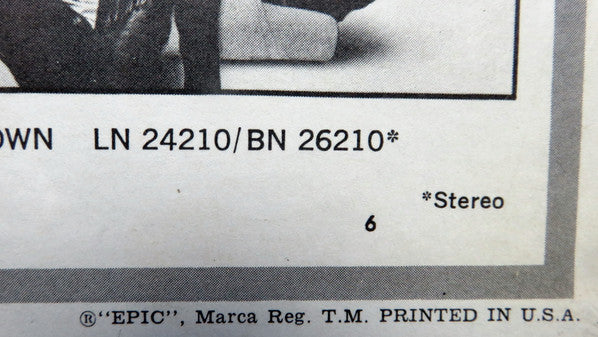 OWN LN 24210/BN 26210*
*Stereo
6
®"EPIC", Marca Reg. T.M. PRINTED IN U.S.A.